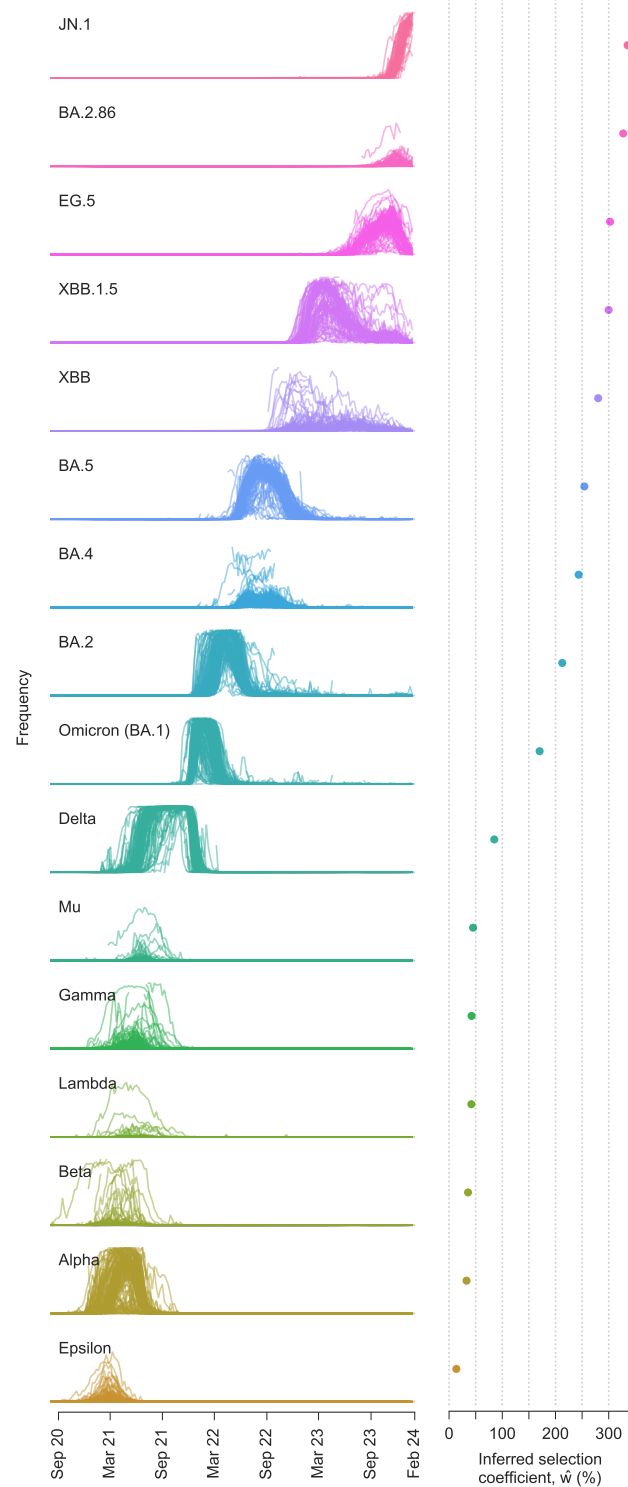 JN.1
BA.2.86
EG.5
XBB.1.5
XBB
BA.5
BA.4
BA.2
Frequency
Omicron (BA.1)
Delta
Mu
Gamma
Lambda
Beta
Alpha
Epsilon
Sep 20 Mar 21 Sep 21 Mar 22 Sep 22 Mar 23 Sep 23 Feb 24
0 100 200 300
Inferred selection
coefficient, ŵ (%)